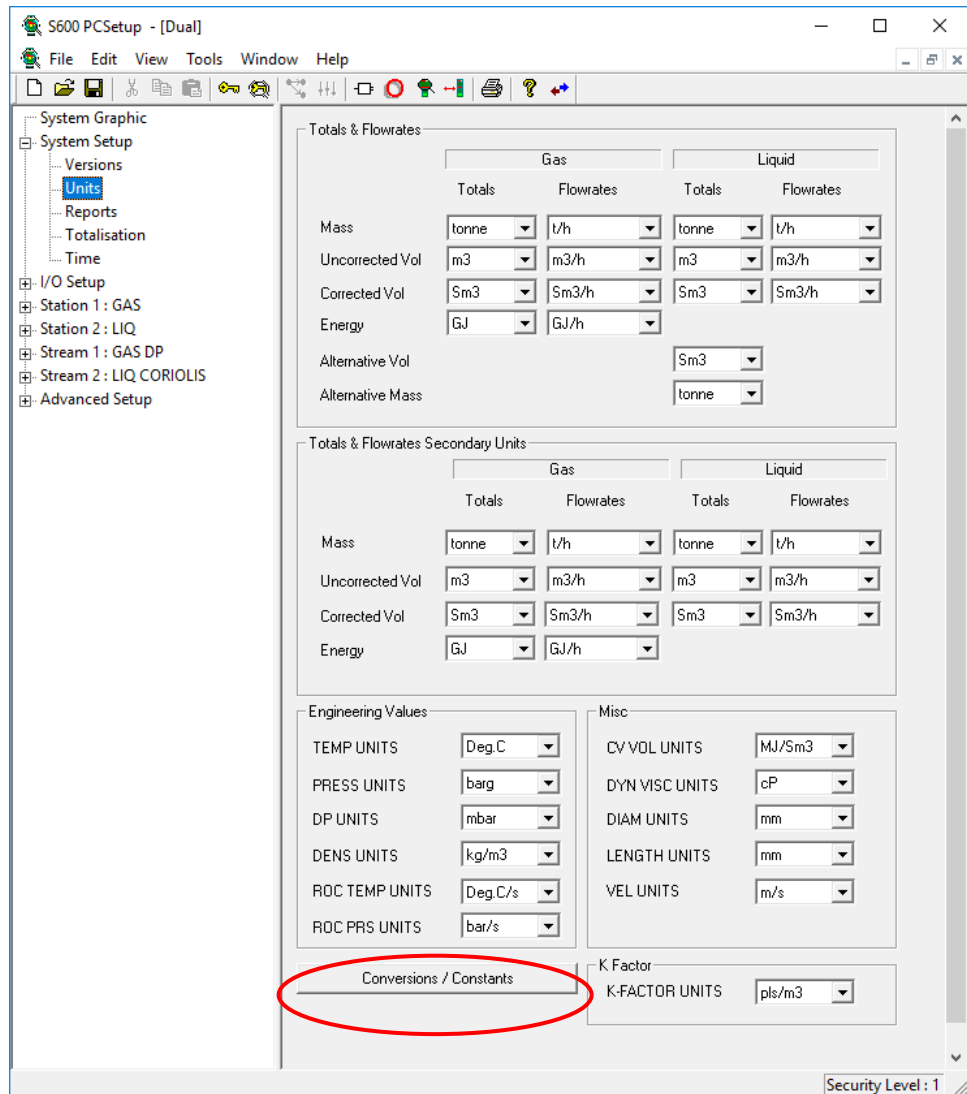 S600 PCSetup - [Dual]
File Edit View Tools Window Help
System Graphic
System Setup
Versions
Units
Reports
Totalisation
Time
I/O Setup
Station 1 : GAS
Station 2 : LIQ
Stream 1 : GAS DP
Stream 2 : LIQ CORIOLIS
Advanced Setup
Totals & Flowrates
Gas Liquid
Totals Flowrates Totals Flowrates
Mass tonne t/h tonne t/h
Uncorrected Vol m3 m3/h m3 m3/h
Corrected Vol Sm3 Sm3/h Sm3 Sm3/h
Energy GJ GJ/h
Alternative Vol Sm3
Alternative Mass tonne
Totals & Flowrates Secondary Units
Gas Liquid
Totals Flowrates Totals Flowrates
Mass tonne t/h tonne t/h
Uncorrected Vol m3 m3/h m3 m3/h
Corrected Vol Sm3 Sm3/h Sm3 Sm3/h
Energy GJ GJ/h
Engineering Values
TEMP UNITS Deg.C
PRESS UNITS barg
DP UNITS mbar
DENS UNITS kg/m3
ROC TEMP UNITS Deg.C/s
ROC PRS UNITS bar/s
Misc
CV VOL UNITS MJ/Sm3
DYN VISC UNITS cP
DIAM UNITS mm
LENGTH UNITS mm
VEL UNITS m/s
Conversions / Constants
K Factor
K-FACTOR UNITS pls/m3
Security Level : 1